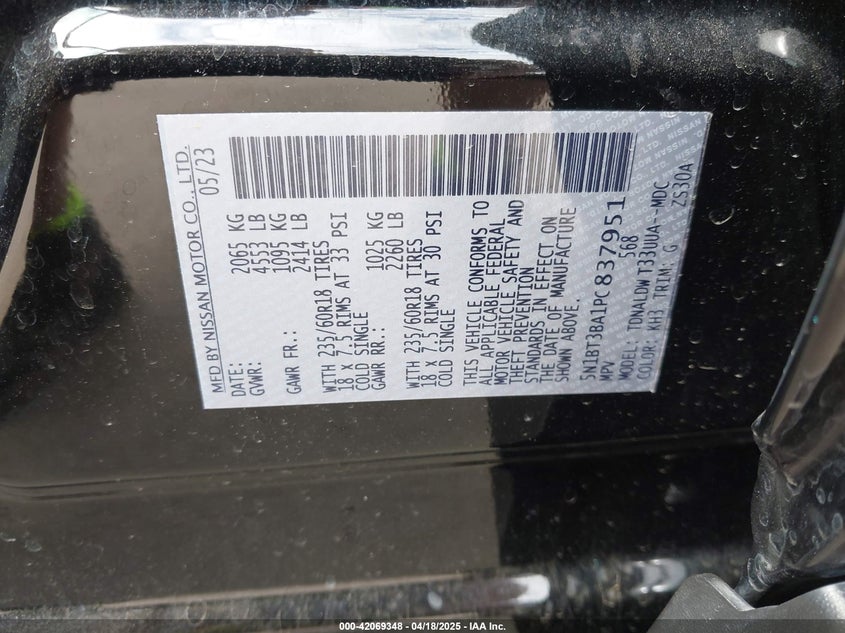 MFD BY NISSAN MOTOR CO., LTD.
DATE: 05/23
GVWR: 2065 KG
4553 LB
GAWR FR.: 1095 KG
2414 LB
WITH 235/60R18 TIRES
18 X 7.5 RIMS AT 33 PSI
COLD SINGLE
GAWR RR.: 1025 KG
2260 LB
WITH 235/60R18 TIRES
18 X 7.5 RIMS AT 30 PSI
COLD SINGLE
THIS VEHICLE CONFORMS TO
ALL APPLICABLE FEDERAL
MOTOR VEHICLE SAFETY AND
THEFT PREVENTION
STANDARDS IN EFFECT ON
THE DATE OF MANUFACTURE
SHOWN ABOVE.
5N1BT3BA1PC837951
MPV 568
MODEL: TDNALDWT33UUA--MDC
COLOR: KH3 TRIM: G ZS30A
000-42069348 | 04/18/2025 - IAA Inc.